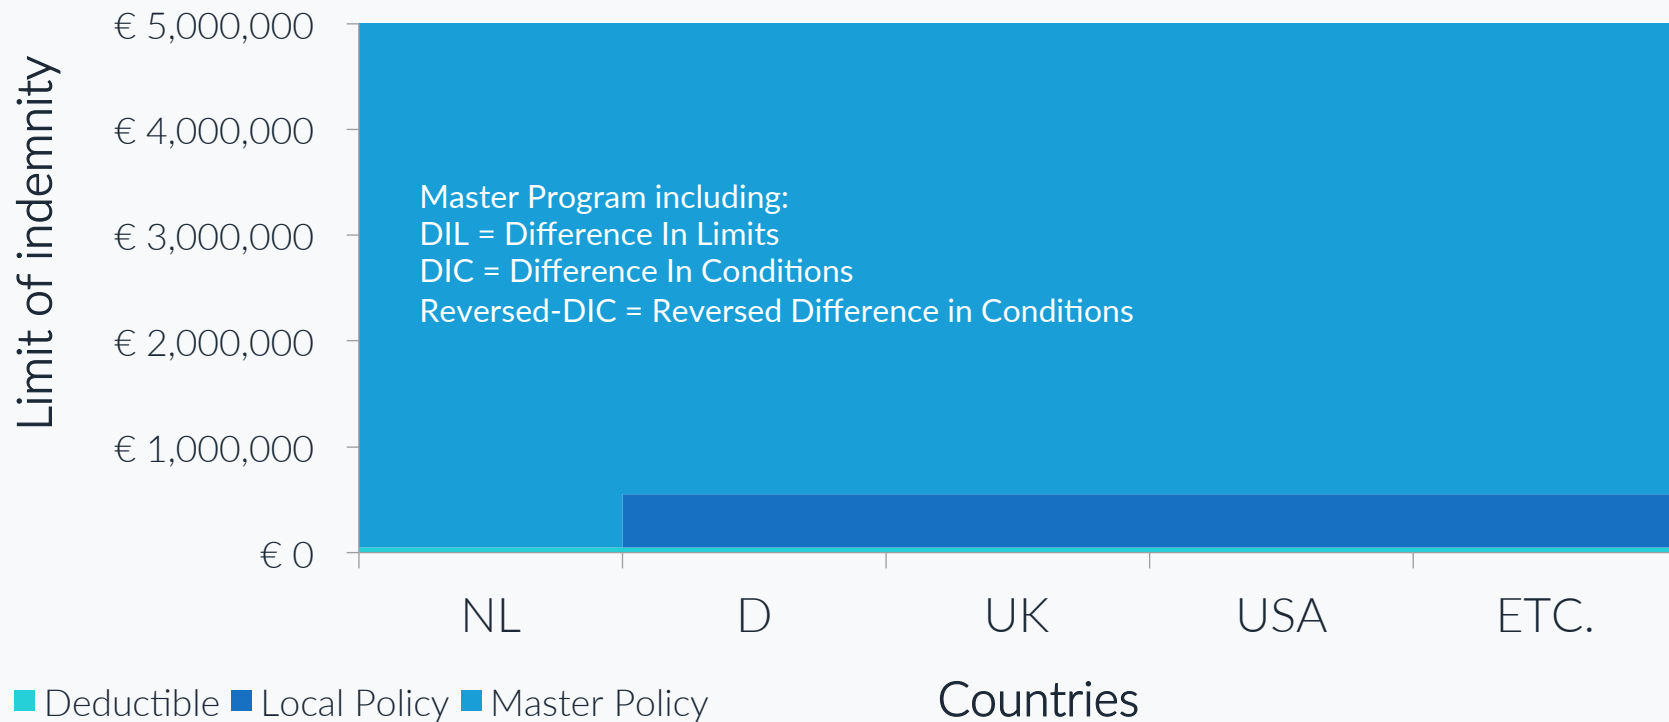 Limit of indemnity
€ 5,000,000
€ 4,000,000
€ 3,000,000
€ 2,000,000
€ 1,000,000
€ 0
Master Program including:
DIL = Difference In Limits
DIC = Difference In Conditions
Reversed-DIC = Reversed Difference in Conditions
NL D UK USA ETC.
Countries
Deductible Local Policy Master Policy